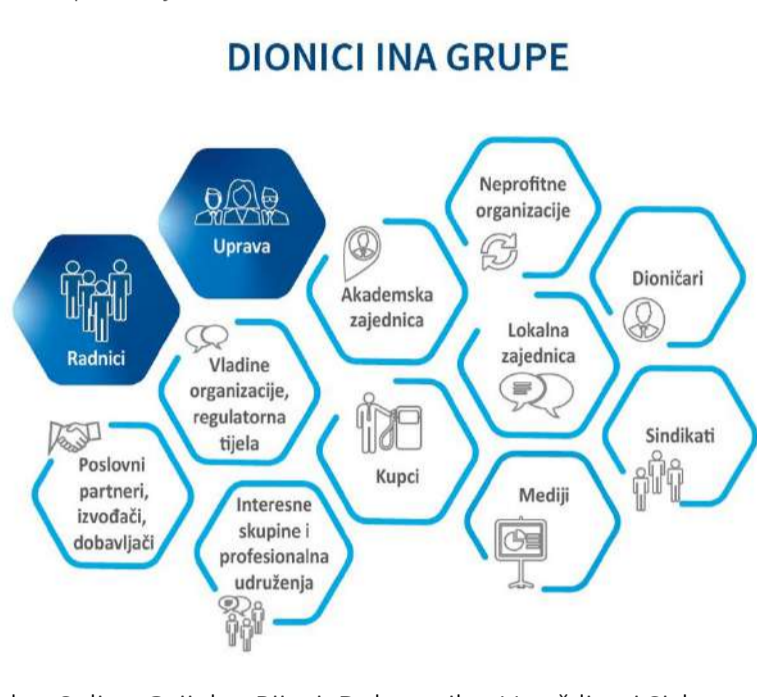 DIONICI INA GRUPE
Uprava
Radnici
Neprofitne
organizacije
Akademska
zajednica
Dioničari
Lokalna
zajednica
Vladine
organizacije,
regulatorna
tijela
Kupci
Sindikati
Poslovni
partneri,
izvođači,
dobavljači
Interesne
skupine i
profesionalna
udruženja
Mediji